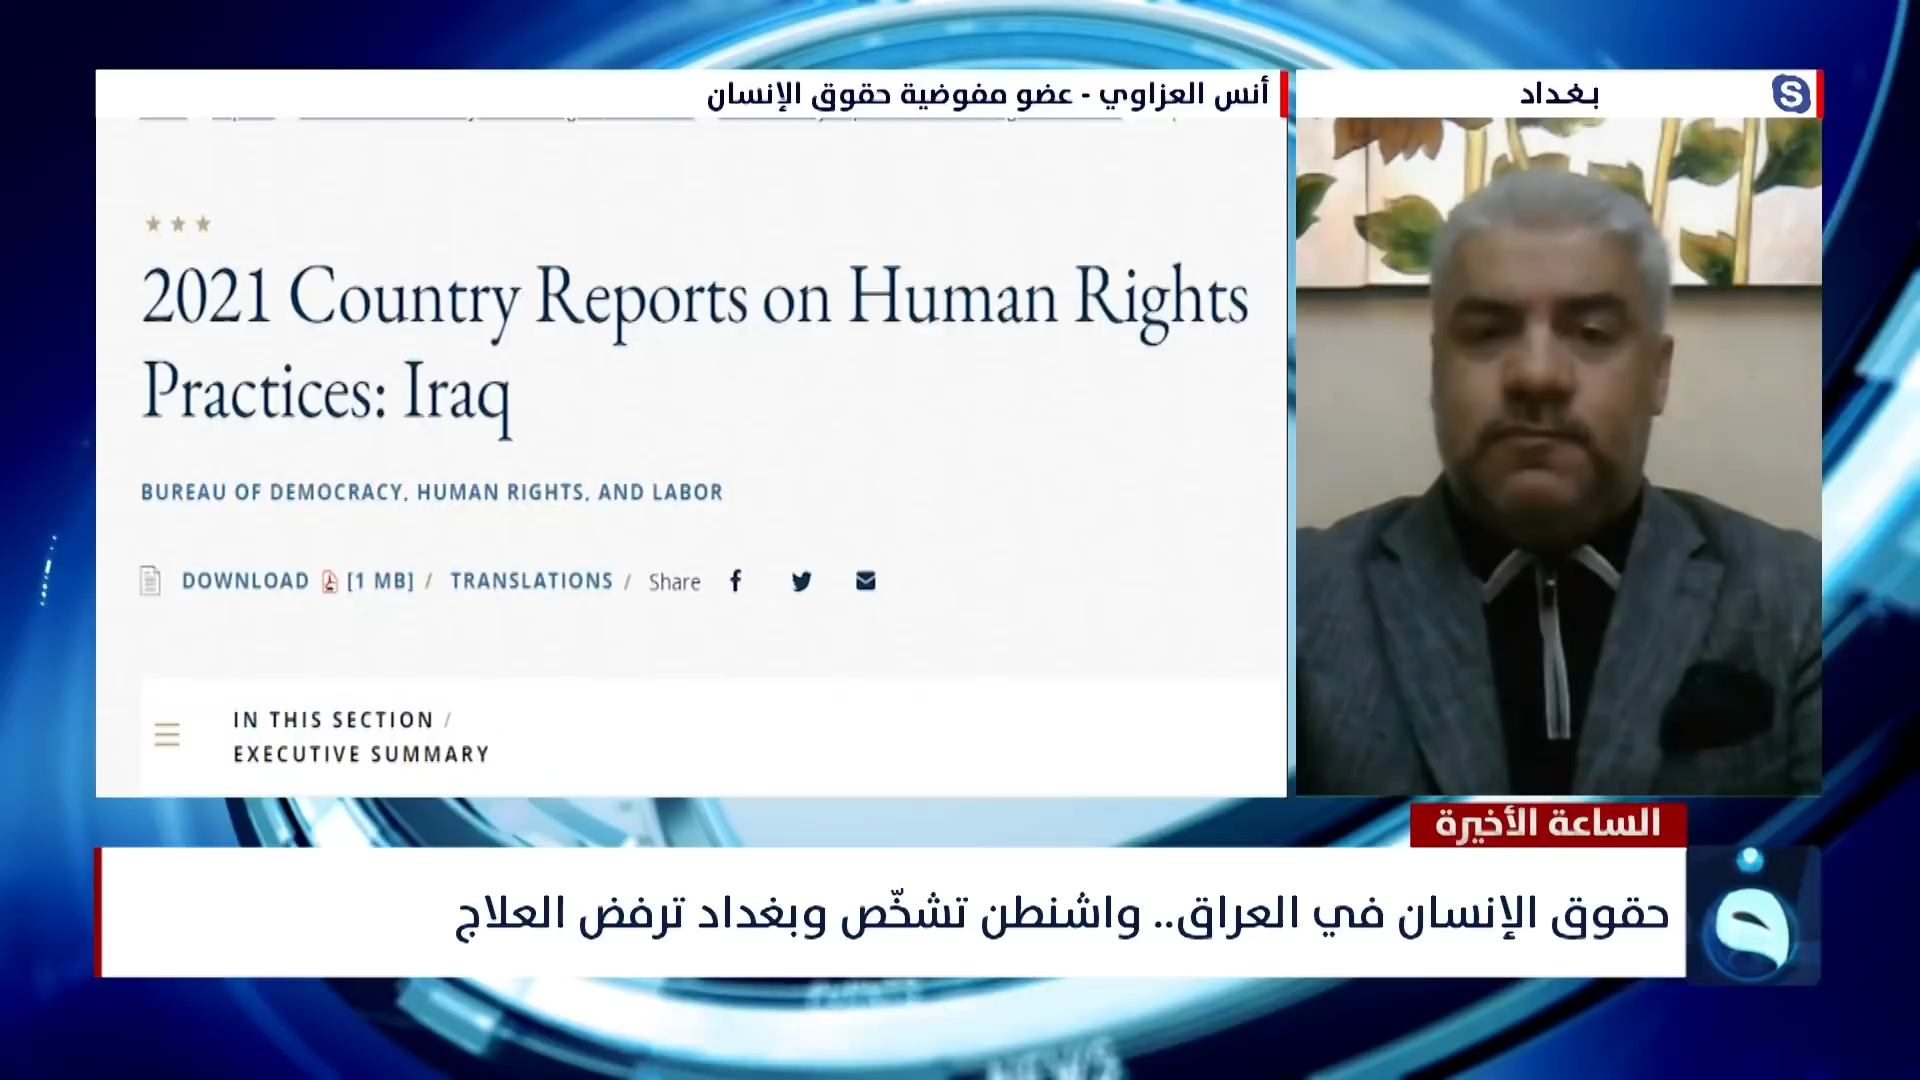 بغداد
أنس العزاوي - عضو مفوضية حقوق الإنسان
2021 Country Reports on Human Rights
Practices: Iraq
BUREAU OF DEMOCRACY, HUMAN RIGHTS, AND LABOR
DOWNLOAD [1 MB] / TRANSLATIONS / Share
IN THIS SECTION /
EXECUTIVE SUMMARY
الساعة الأخيرة
حقوق الإنسان في العراق.. واشنطن تشخّص وبغداد ترفض العلاج
NEWS